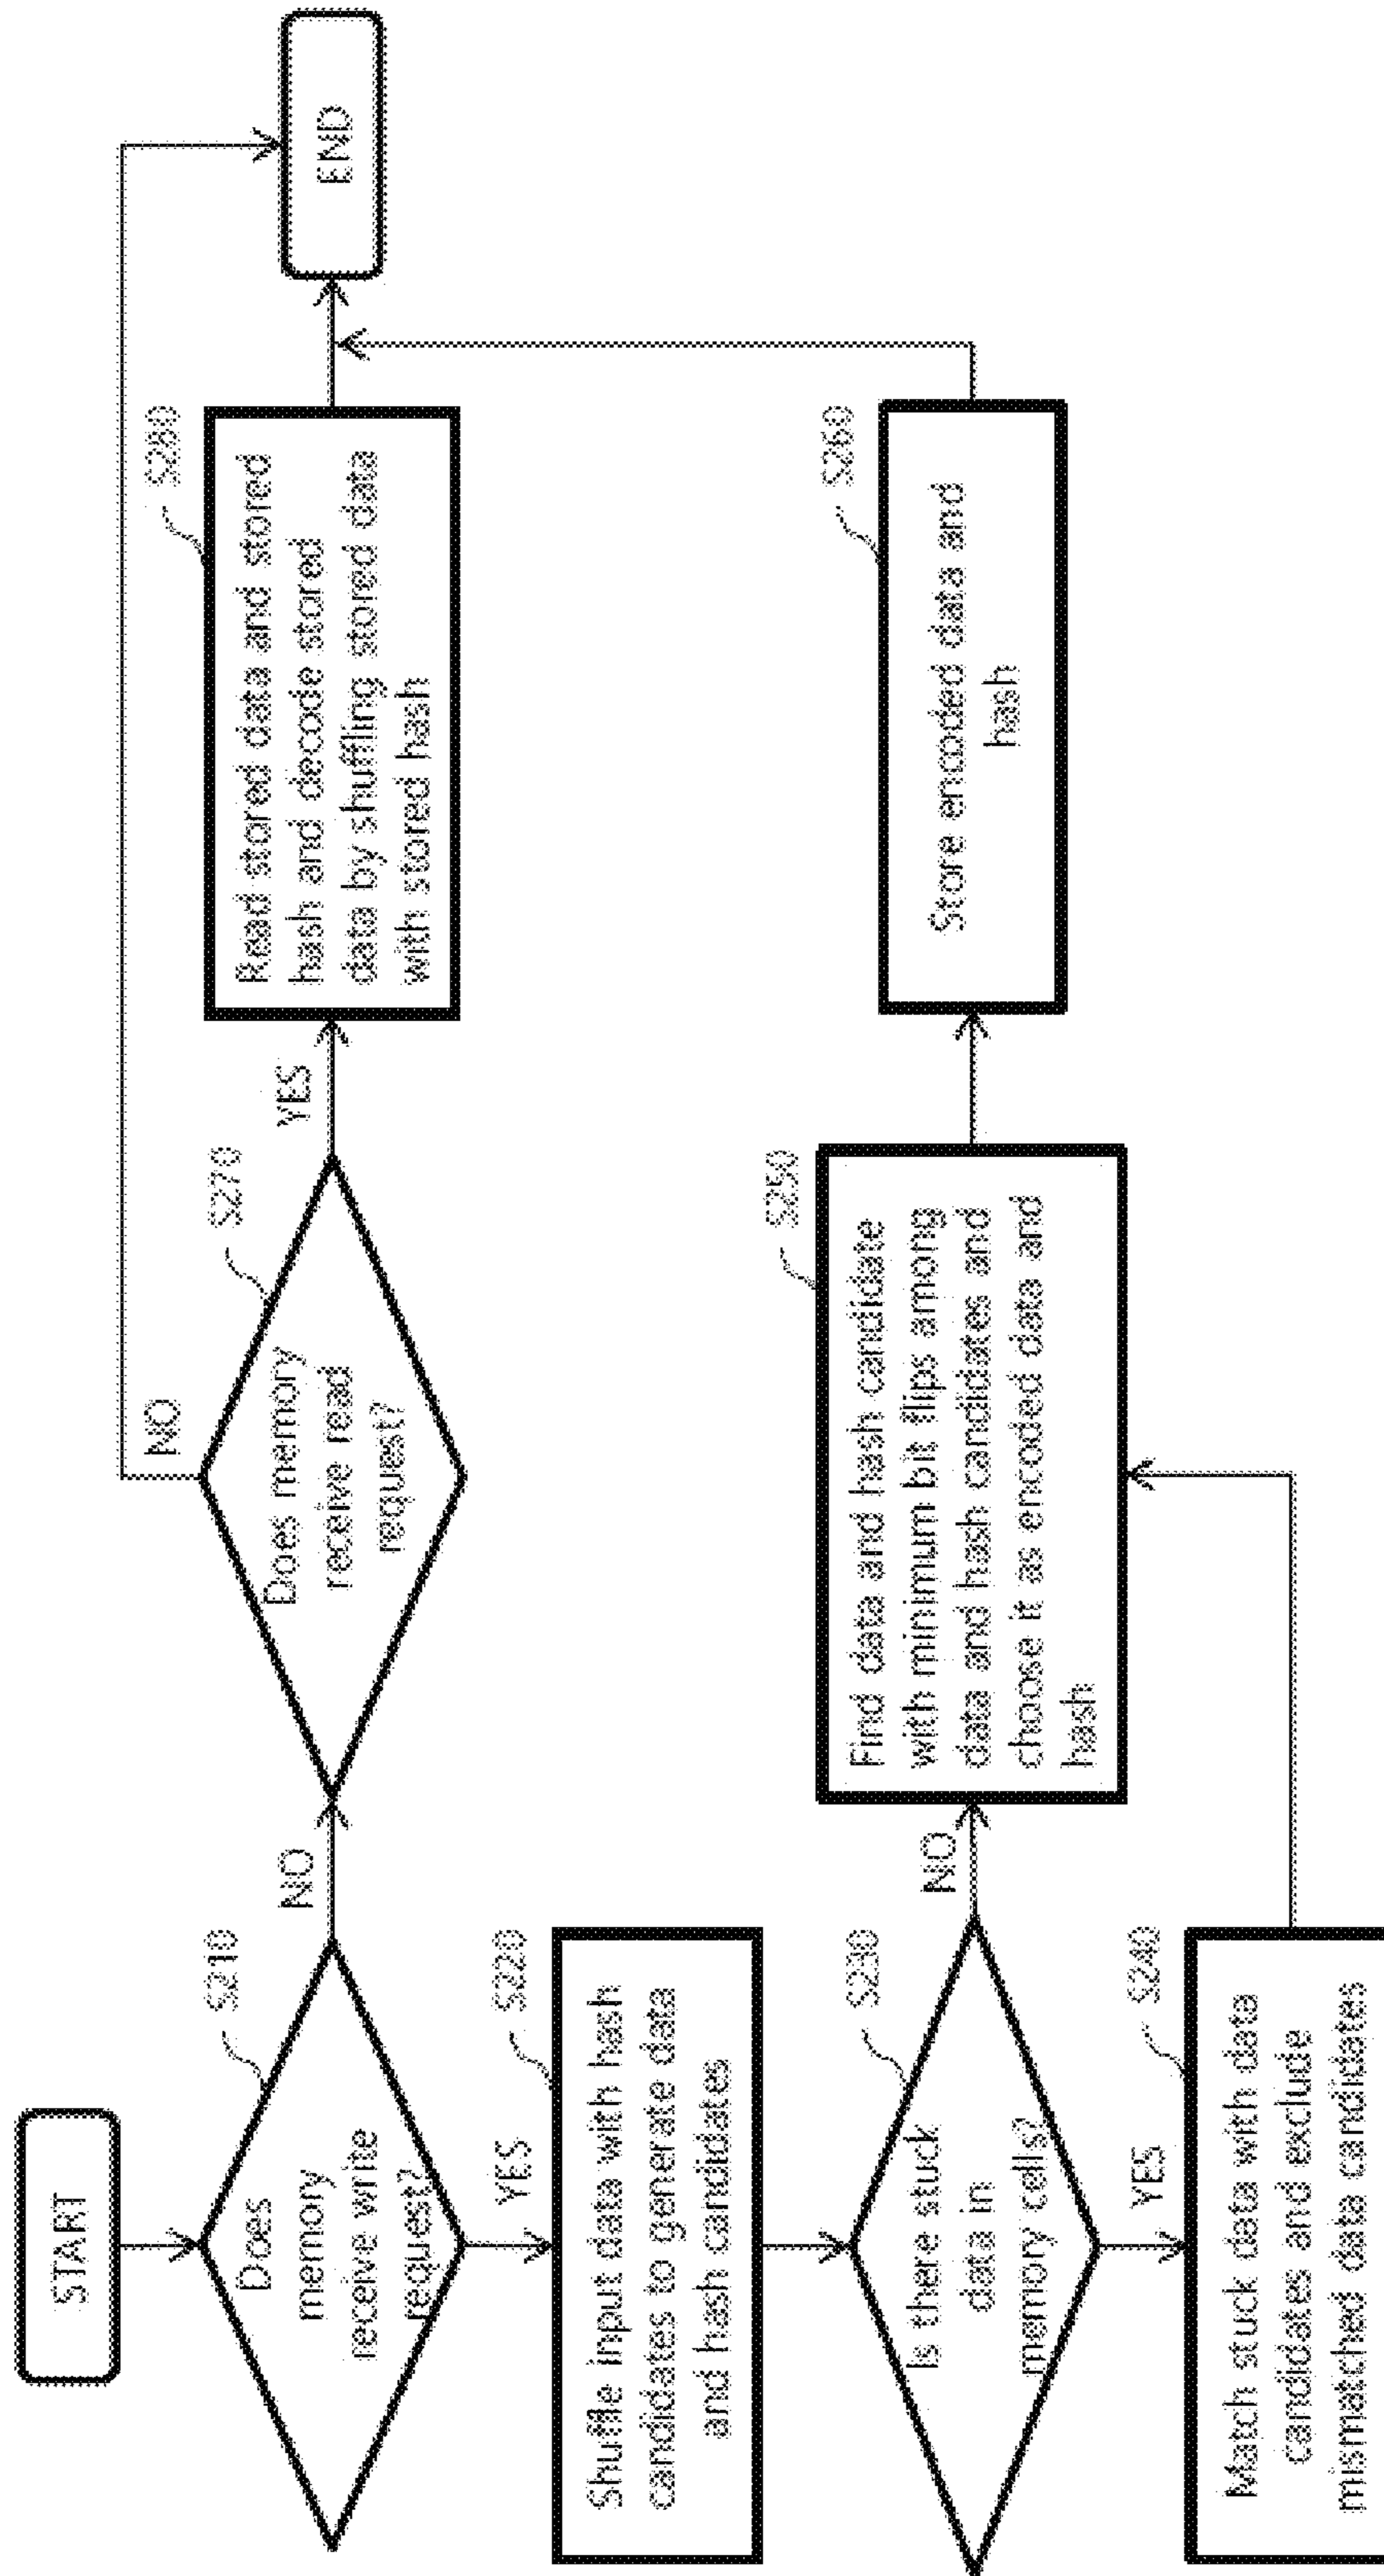 START
S210
Does
memory
receive write
request?
NO
YES
S220
Shuffle input data with hash
candidates to generate data
and hash candidates
S230
Is there stuck
data in
memory cells?
NO
YES
S240
Match stuck data with data
candidates and exclude
mismatched data candidates
S250
Find data and hash candidate
with minimum bit flips among
data and hash candidates and
choose it as encoded data and
hash
S260
Store encoded data and
hash
S270
Does memory
receive read
request?
NO
YES
S280
Read stored data and stored
hash and decode stored
data by shuffling stored data
with stored hash
END